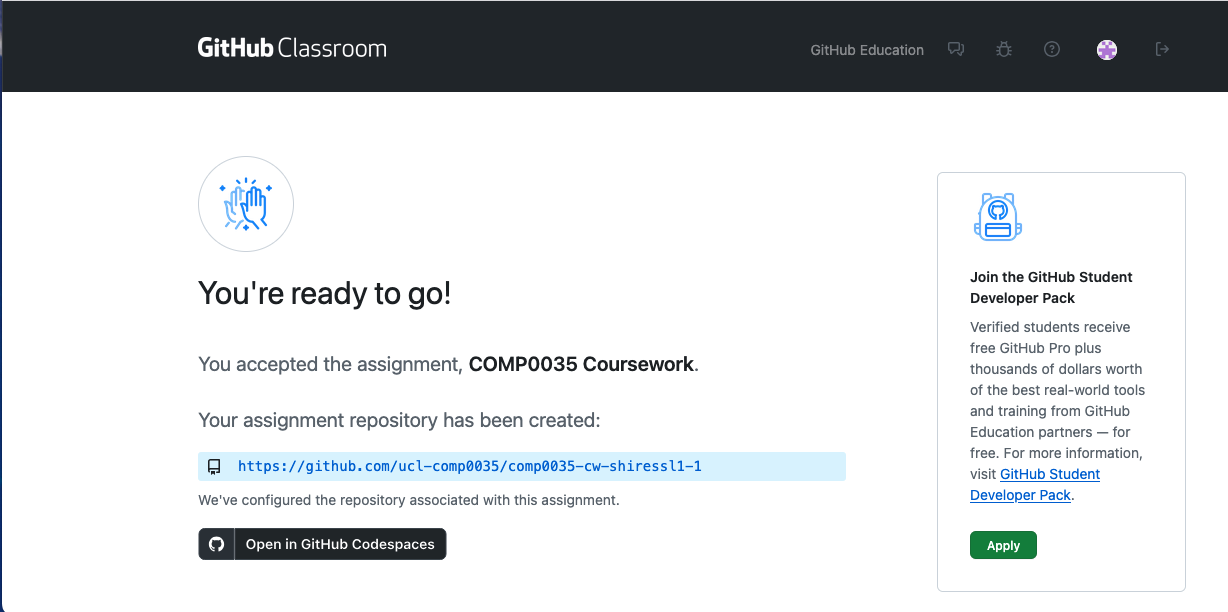 GitHub Classroom
GitHub Education
You're ready to go!
You accepted the assignment, COMP0035 Coursework.
Your assignment repository has been created:
https://github.com/ucl-comp0035/comp0035-cw-shiressl1-1
We've configured the repository associated with this assignment.
Open in GitHub Codespaces
Join the GitHub Student
Developer Pack
Verified students receive
free GitHub Pro plus
thousands of dollars worth
of the best real-world tools
and training from GitHub
Education partners — for
free. For more information,
visit GitHub Student
Developer Pack.
Apply